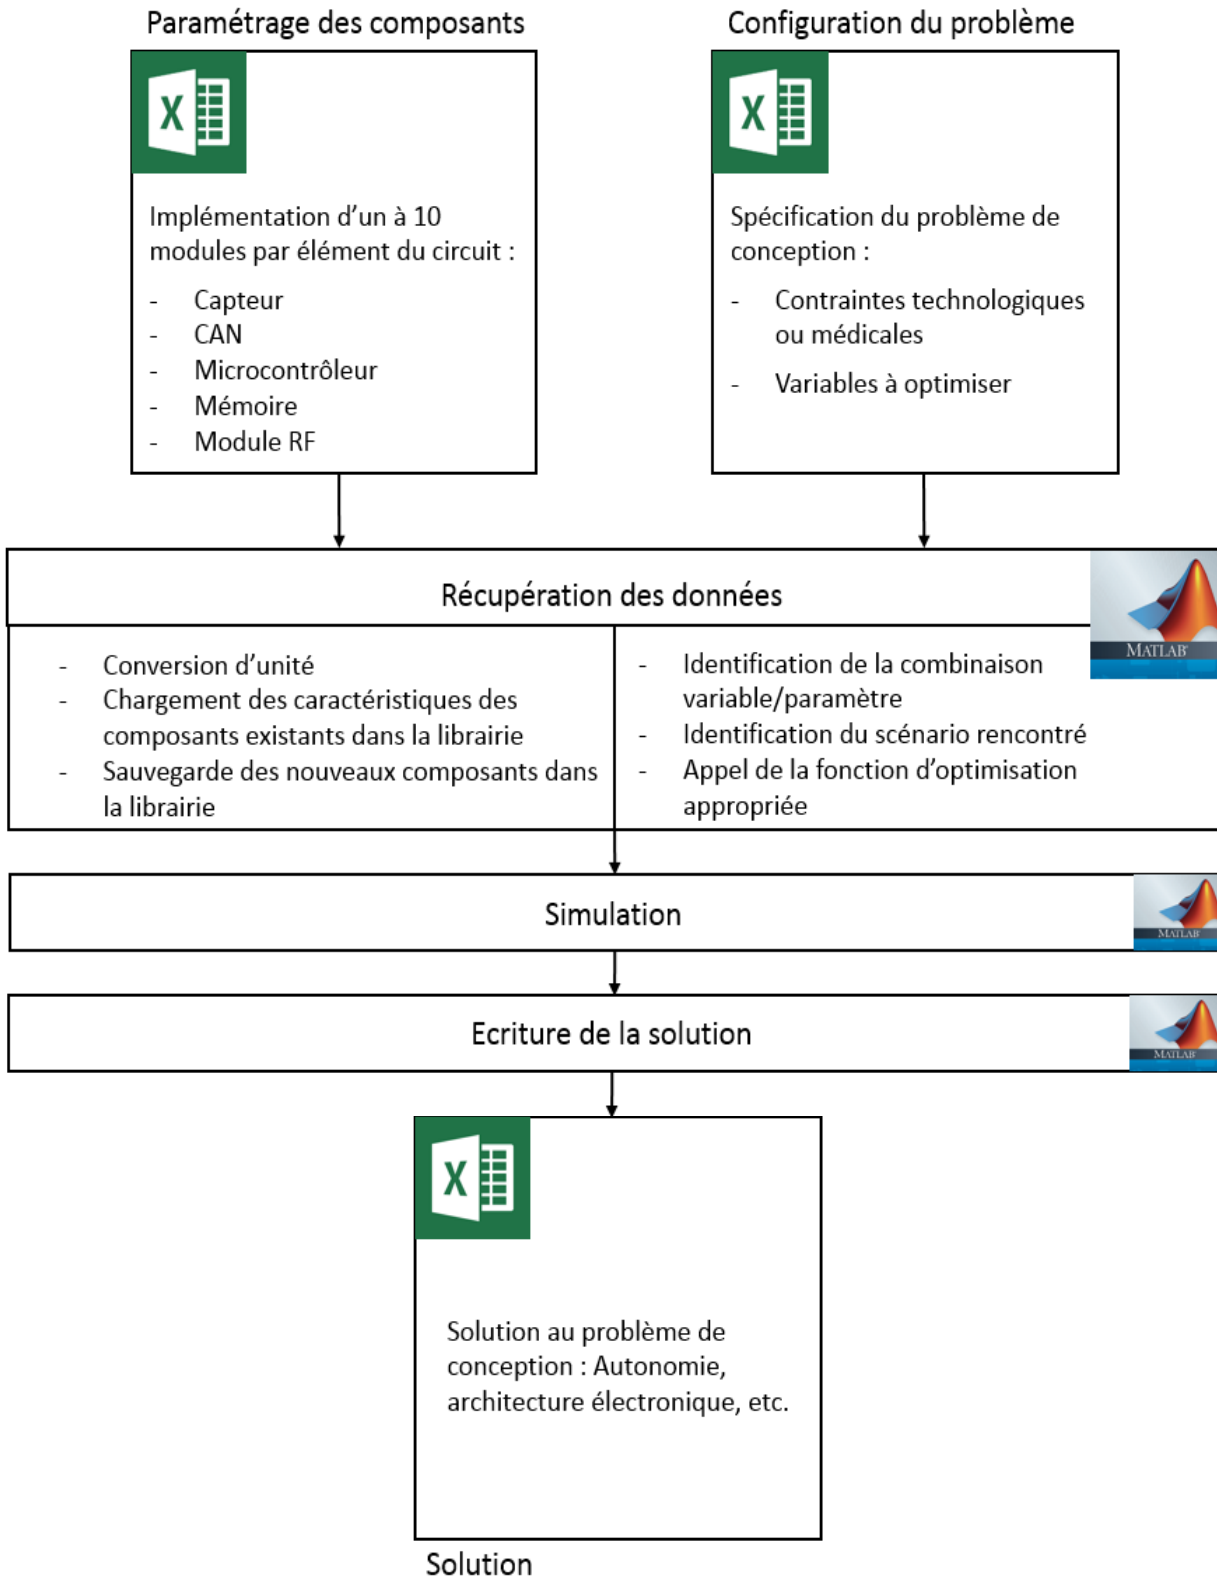 Paramétrage des composants
Configuration du problème
X
Implémentation d'un à 10
modules par élément du circuit :
- Capteur
- CAN
- Microcontrôleur
- Mémoire
- Module RF
X
Spécification du problème de
conception :
- Contraintes technologiques
ou médicales
- Variables à optimiser
Récupération des données
MATLAB®
- Conversion d'unité
- Chargement des caractéristiques des
composants existants dans la librairie
- Sauvegarde des nouveaux composants dans
la librairie
- Identification de la combinaison
variable/paramètre
- Identification du scénario rencontré
- Appel de la fonction d'optimisation
appropriée
Simulation
MATLAB®
Ecriture de la solution
MATLAB®
X
Solution au problème de
conception : Autonomie,
architecture électronique, etc.
Solution